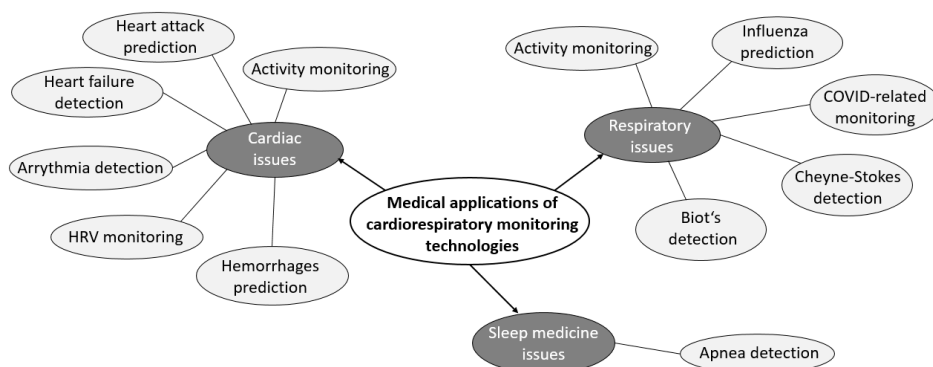 Heart attack
prediction
Activity monitoring
Heart failure
detection
Cardiac
issues
Arrythmia detection
HRV monitoring
Hemorrhages
prediction
Medical applications of
cardiorespiratory monitoring
technologies
Activity monitoring
Influenza
prediction
COVID-related
monitoring
Respiratory
issues
Cheyne-Stokes
detection
Biot‘s
detection
Sleep medicine
issues
Apnea detection